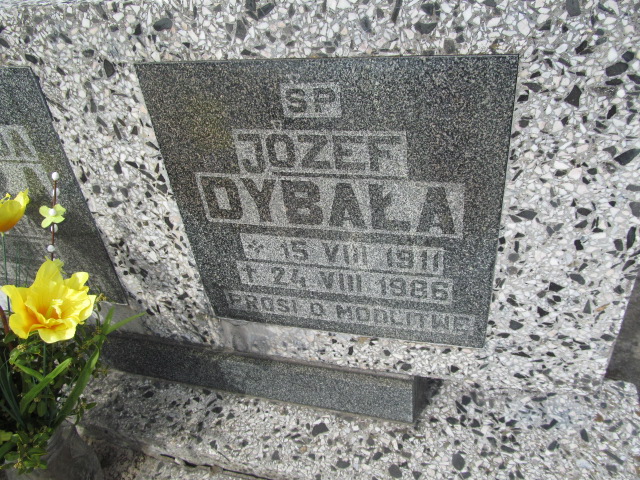 ŚP
JÓZEF
DYBAŁA
* 15 VIII 1911
† 24 VIII 1986
PROSI O MODLITWĘ